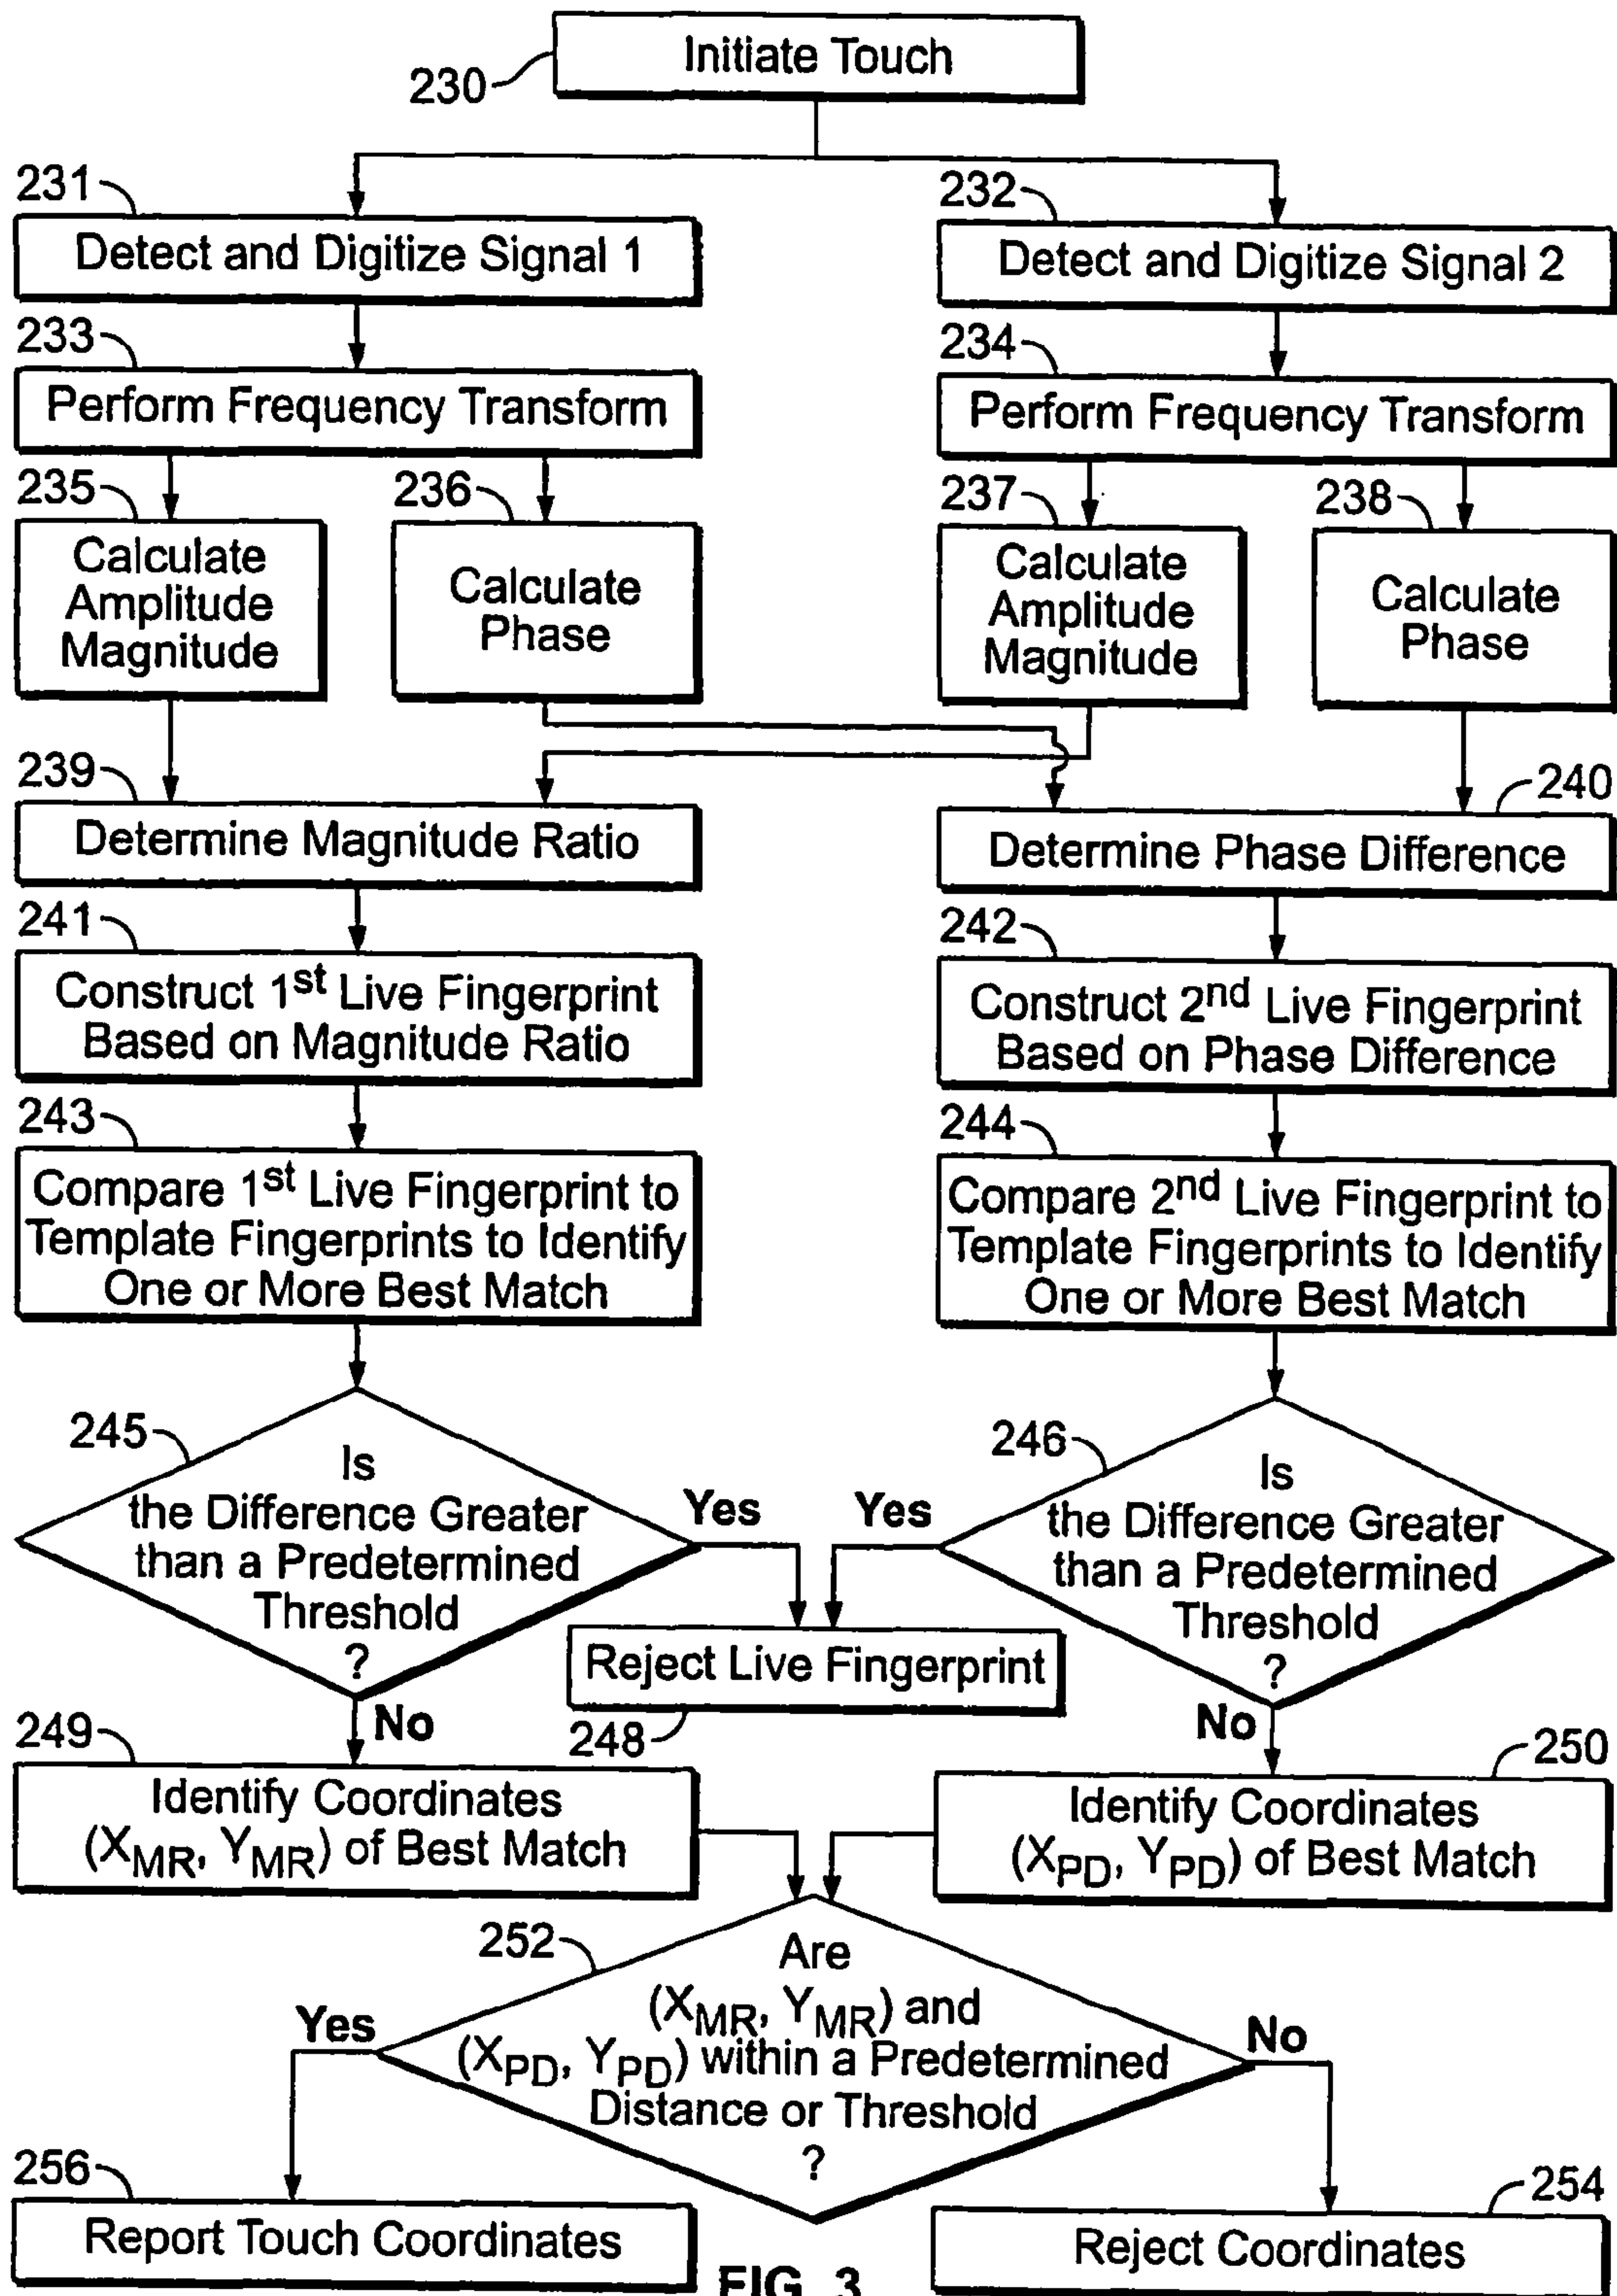 Initiate Touch
230
231
232
Detect and Digitize Signal 1
Detect and Digitize Signal 2
233
234
Perform Frequency Transform
Perform Frequency Transform
235
236
237
238
Calculate
Amplitude
Magnitude
Calculate
Phase
Calculate
Amplitude
Magnitude
Calculate
Phase
239
240
Determine Magnitude Ratio
Determine Phase Difference
241
242
Construct 1st Live Fingerprint
Based on Magnitude Ratio
Construct 2nd Live Fingerprint
Based on Phase Difference
243
244
Compare 1st Live Fingerprint to
Template Fingerprints to Identify
One or More Best Match
Compare 2nd Live Fingerprint to
Template Fingerprints to Identify
One or More Best Match
245
246
Is
the Difference Greater
than a Predetermined
Threshold
?
Yes
Yes
Is
the Difference Greater
than a Predetermined
Threshold
?
Reject Live Fingerprint
248
No
No
249
250
Identify Coordinates
(XMR, YMR) of Best Match
Identify Coordinates
(XPD, YPD) of Best Match
252
Are
(XMR, YMR) and
(XPD, YPD) within a Predetermined
Distance or Threshold
?
Yes
No
256
254
Report Touch Coordinates
Reject Coordinates
FIG. 3